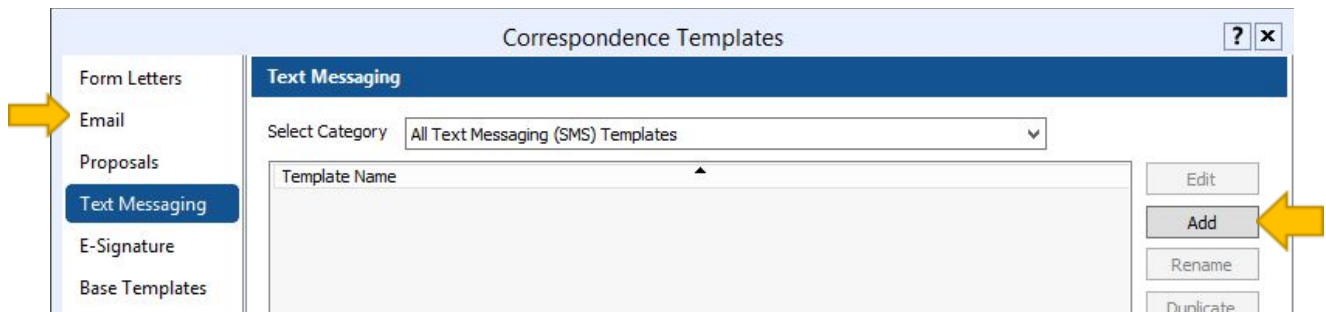 Correspondence Templates
? x
Form Letters
Email
Proposals
Text Messaging
E-Signature
Base Templates
Text Messaging
Select Category All Text Messaging (SMS) Templates
Template Name
Edit
Add
Rename
Duplicate